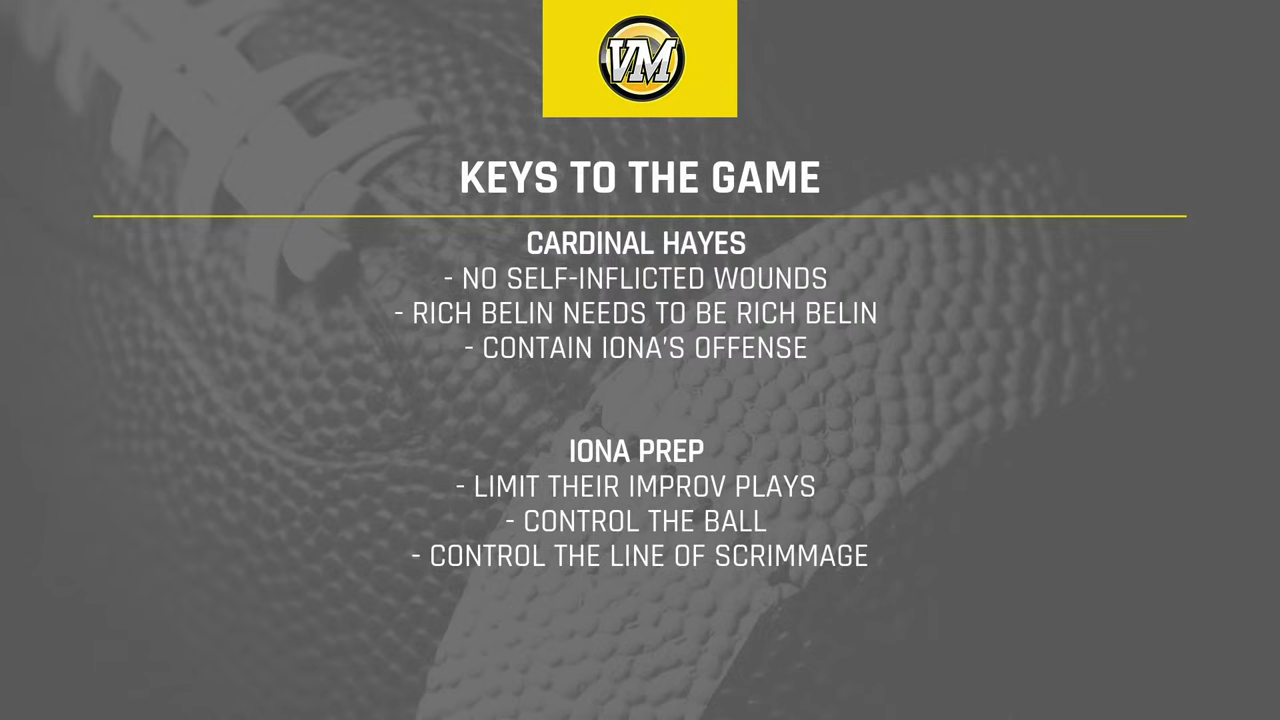 VM
KEYS TO THE GAME
CARDINAL HAYES
- NO SELF-INFLICTED WOUNDS
- RICH BELIN NEEDS TO BE RICH BELIN
- CONTAIN IONA'S OFFENSE
IONA PREP
- LIMIT THEIR IMPROV PLAYS
- CONTROL THE BALL
- CONTROL THE LINE OF SCRIMMAGE